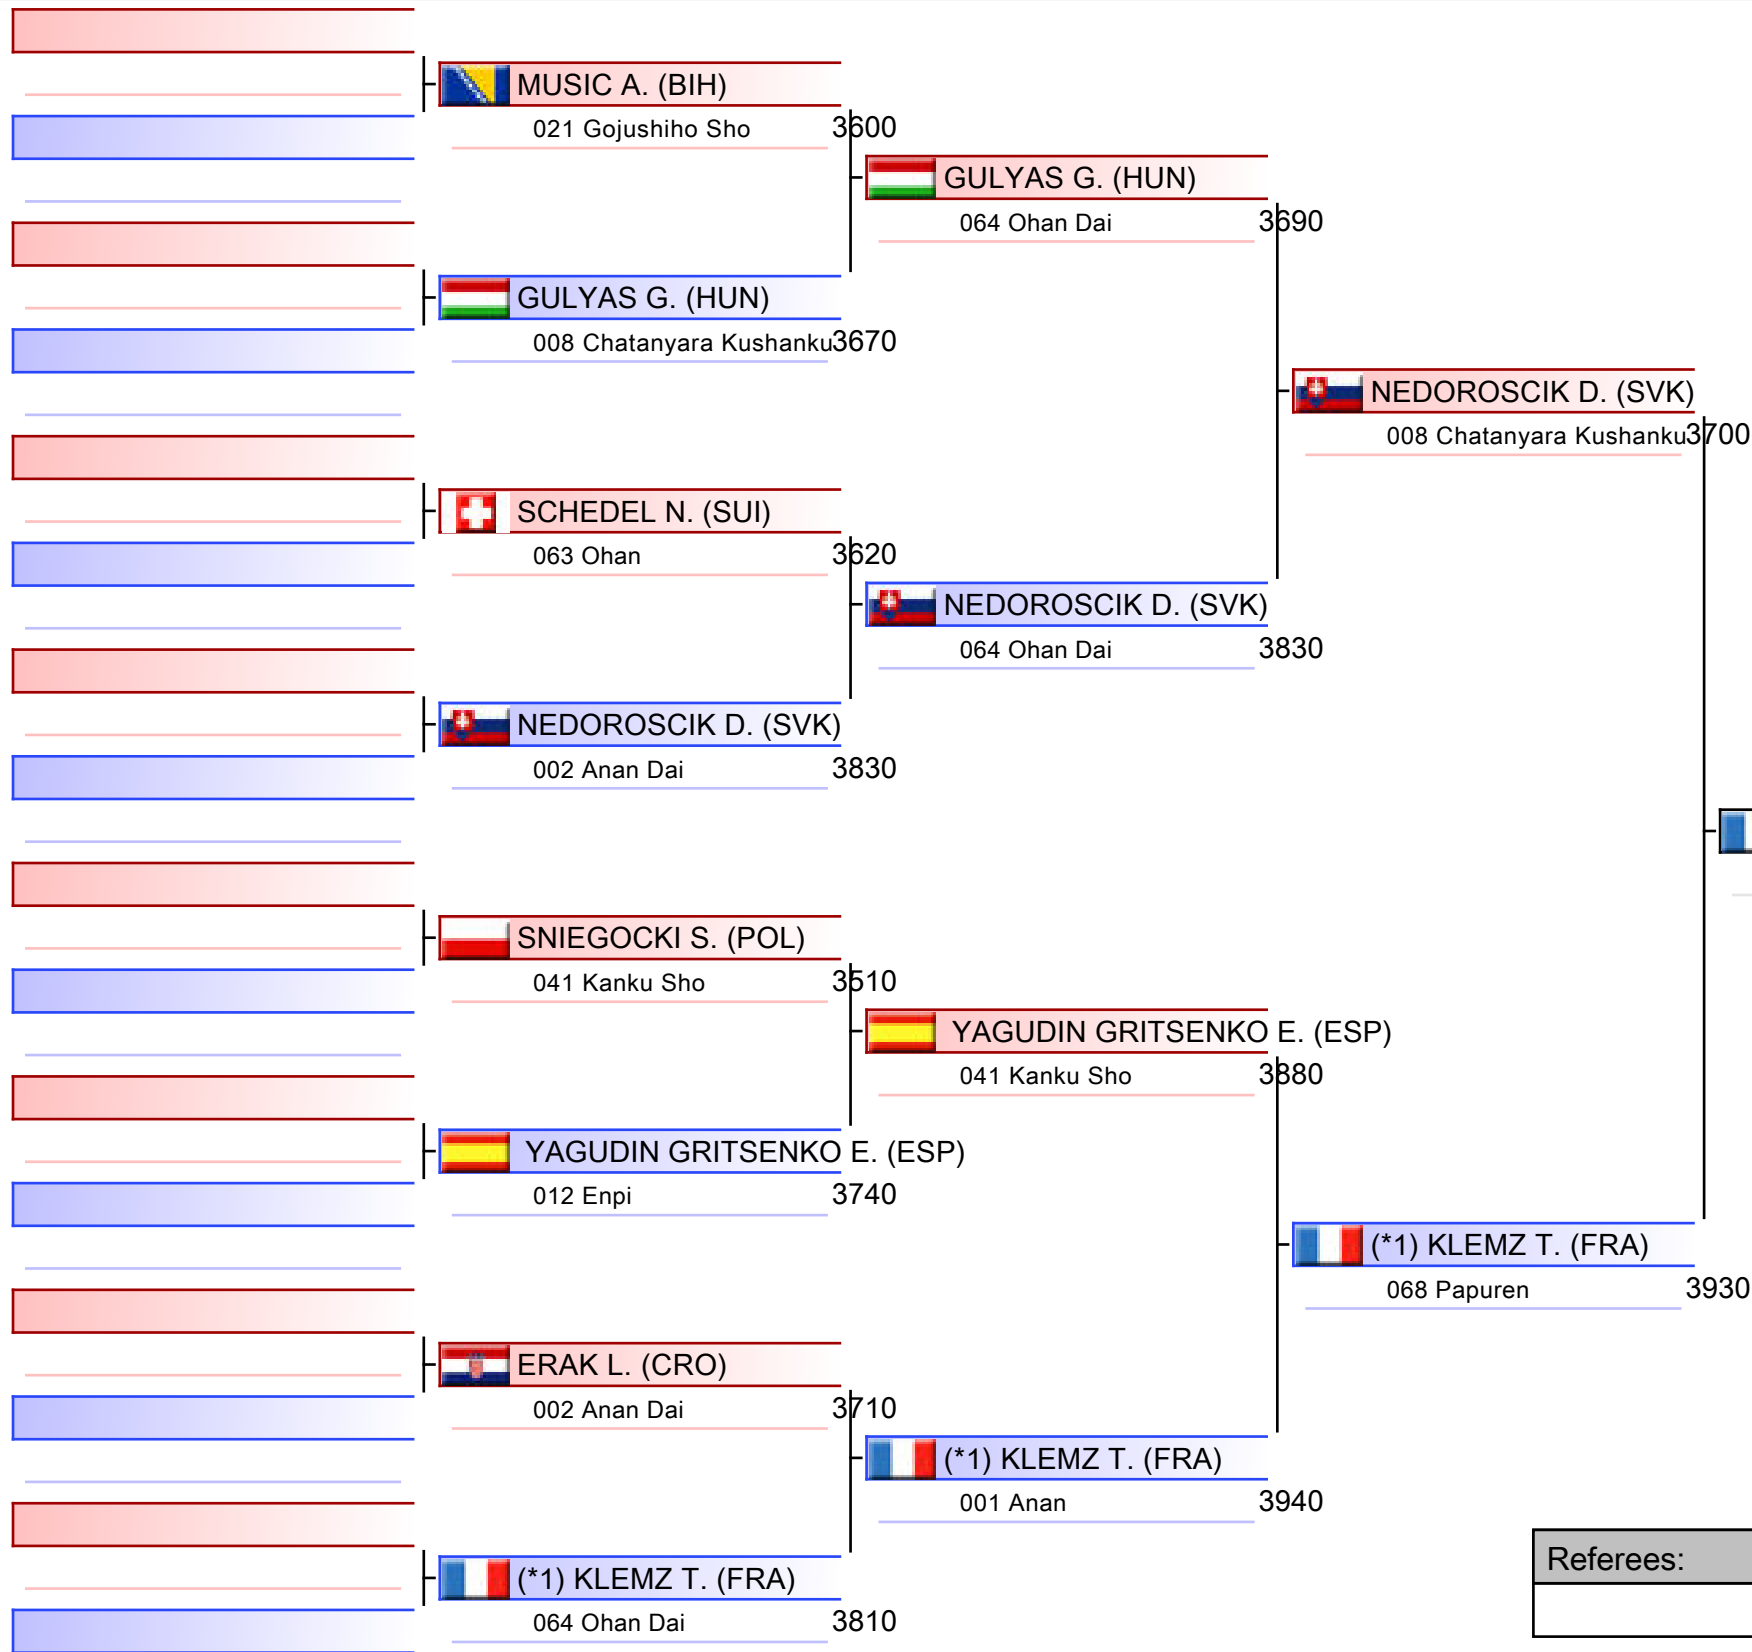 MUSIC A. (BIH)
021 Gojushiho Sho 3600
GULYAS G. (HUN)
064 Ohan Dai 3690
GULYAS G. (HUN)
008 Chatanyara Kushanku 3670
NEDOROSCIK D. (SVK)
008 Chatanyara Kushanku 3700
SCHEDEL N. (SUI)
063 Ohan 3620
NEDOROSCIK D. (SVK)
064 Ohan Dai 3830
NEDOROSCIK D. (SVK)
002 Anan Dai 3830
SNIEGOCKI S. (POL)
041 Kanku Sho 3510
YAGUDIN GRITSENKO E. (ESP)
041 Kanku Sho 3880
YAGUDIN GRITSENKO E. (ESP)
012 Enpi 3740
(*1) KLEMZ T. (FRA)
068 Papuren 3930
ERAK L. (CRO)
002 Anan Dai 3710
(*1) KLEMZ T. (FRA)
001 Anan 3940
(*1) KLEMZ T. (FRA)
064 Ohan Dai 3810
Referees: